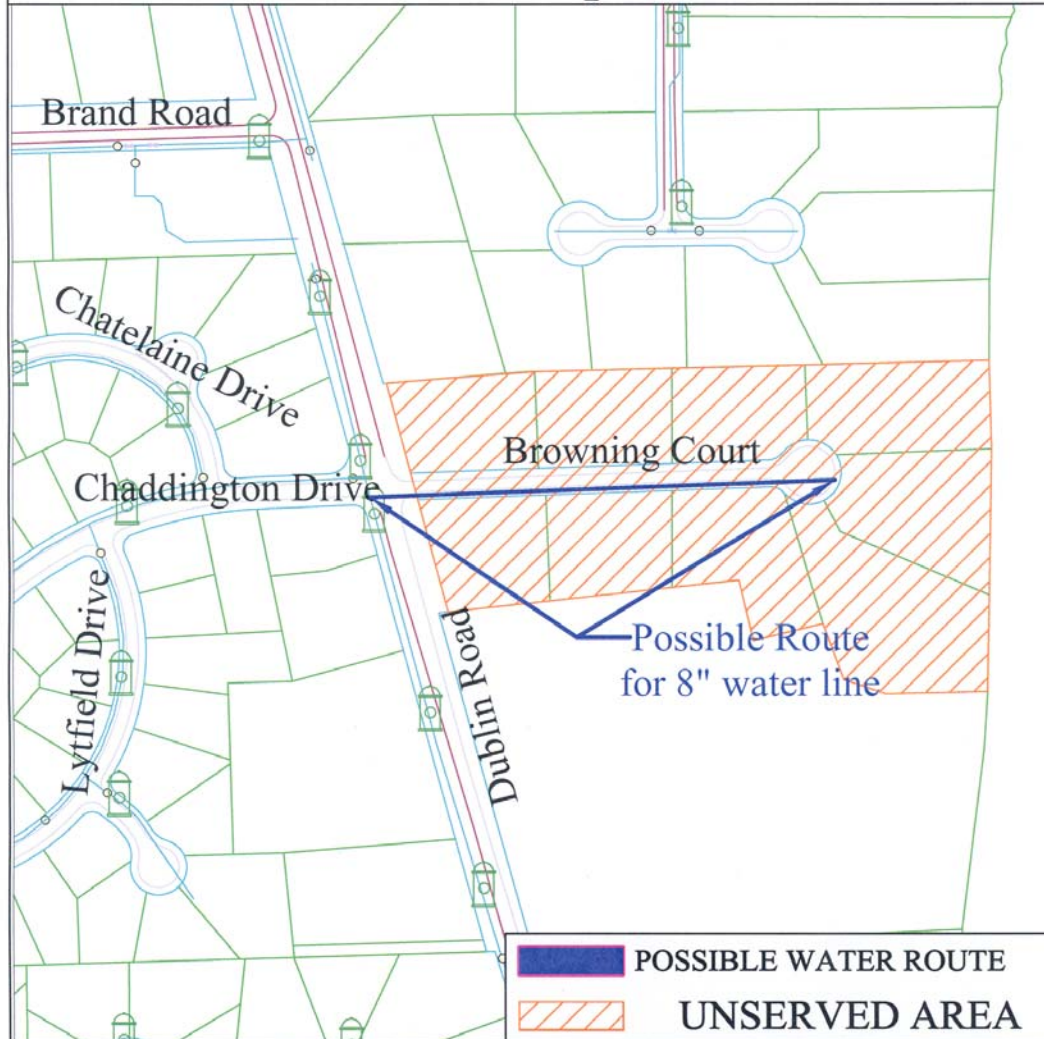 Brand Road
Chatelaine Drive
Browning Court
Chaddington Drive
Lytfield Drive
Dublin Road
Possible Route
for 8" water line
POSSIBLE WATER ROUTE
UNSERVED AREA